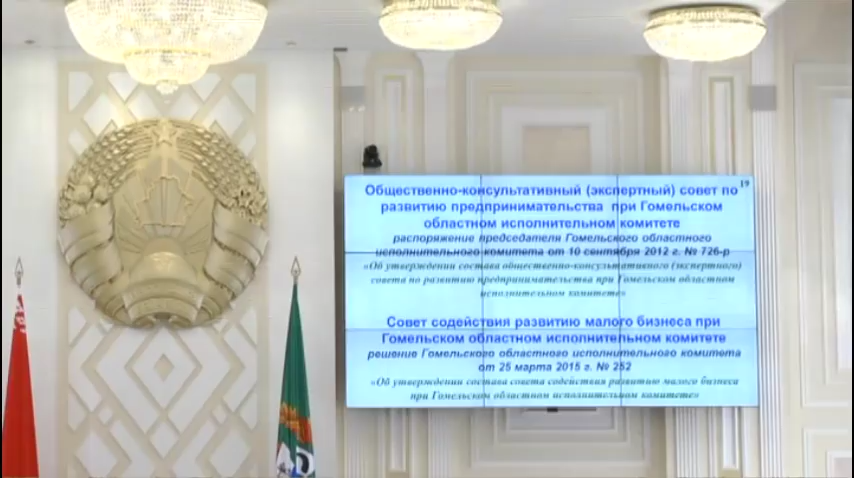 19
Общественно-консультативный (экспертный) совет по
развитию предпринимательства при Гомельском
областном исполнительном комитете
распоряжение председателя Гомельского областного
исполнительного комитета от 10 сентября 2012 г. № 726-р
«Об утверждении состава общественно-консультативного (экспертного)
совета по развитию предпринимательства при Гомельском областном
исполнительном комитете»
Совет содействия развитию малого бизнеса при
Гомельском областном исполнительном комитете
решение Гомельского областного исполнительного комитета
от 25 марта 2015 г. № 252
«Об утверждении состава совета содействия развитию малого бизнеса
при Гомельском областном исполнительном комитете»